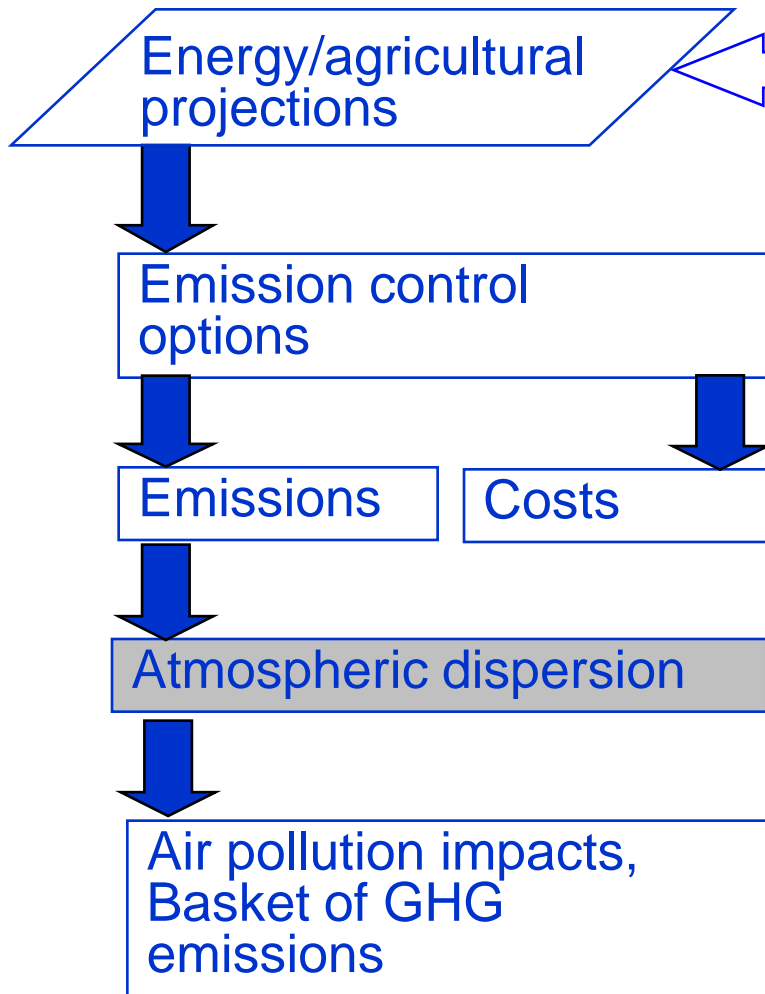 Energy/agricultural
projections
Emission control
options
Emissions
Costs
Atmospheric dispersion
Air pollution impacts,
Basket of GHG
emissions